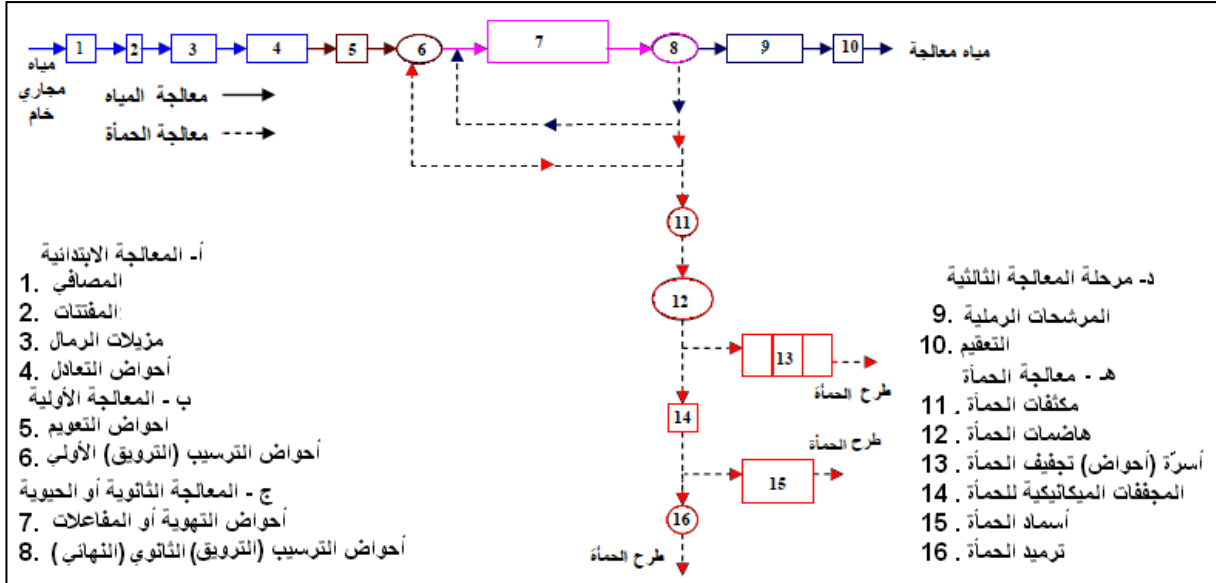 1
2
3
4
5
6
7
8
9
10
مياه معالجة
مياه
مجاري
خام
معالجة المياه
معالجة الحمأة
11
12
13
طرح الحمأة
14
طرح الحمأة
15
16
طرح الحمأة
أ- المعالجة الابتدائية
1. المصافي
2. المفتتات
3. مزيلات الرمال
4. أحواض التعادل
ب - المعالجة الأولية
5. احواض التعويم
6. أحواض الترسيب (الترويق) الأولي
ج - المعالجة الثانوية أو الحيوية
7. أحواض التهوية أو المفاعلات
8. أحواض الترسيب (الترويق) الثانوي (النهائي)
د- مرحلة المعالجة الثالثية
9. المرشحات الرملية
10. التعقيم
هـ - معالجة الحمأة
11. مكثفات الحمأة
12. هاضمات الحمأة
13. أسرّة (أحواض) تجفيف الحمأة
14. المجففات الميكانيكية للحمأة
15. أسماد الحمأة
16. ترميد الحمأة